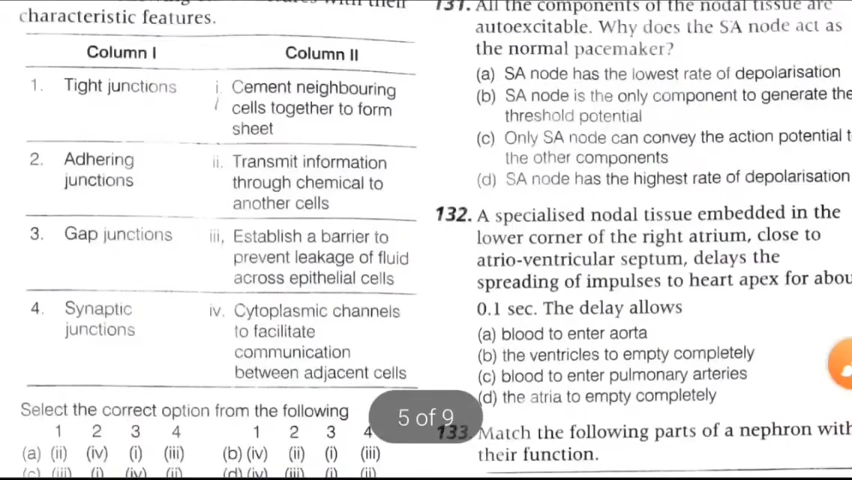 characteristic features.
Column I Column II
1. Tight junctions i. Cement neighbouring
cells together to form
sheet
2. Adhering ii. Transmit information
junctions through chemical to
another cells
3. Gap junctions iii, Establish a barrier to
prevent leakage of fluid
across epithelial cells
4. Synaptic iv. Cytoplasmic channels
junctions to facilitate
communication
between adjacent cells
Select the correct option from the following
1 2 3 4 1 2 3 4
(a) (ii) (iv) (i) (iii) (b) (iv) (ii) (i) (iii)
(c) (iii) (i) (iv) (ii) (d) (iv) (iii) (i) (ii)
5 of 9
131. All the components of the nodal tissue are
autoexcitable. Why does the SA node act as
the normal pacemaker?
(a) SA node has the lowest rate of depolarisation
(b) SA node is the only component to generate the
threshold potential
(c) Only SA node can convey the action potential t
the other components
(d) SA node has the highest rate of depolarisation
132. A specialised nodal tissue embedded in the
lower corner of the right atrium, close to
atrio-ventricular septum, delays the
spreading of impulses to heart apex for abou
0.1 sec. The delay allows
(a) blood to enter aorta
(b) the ventricles to empty completely
(c) blood to enter pulmonary arteries
(d) the atria to empty completely
133. Match the following parts of a nephron with
their function.